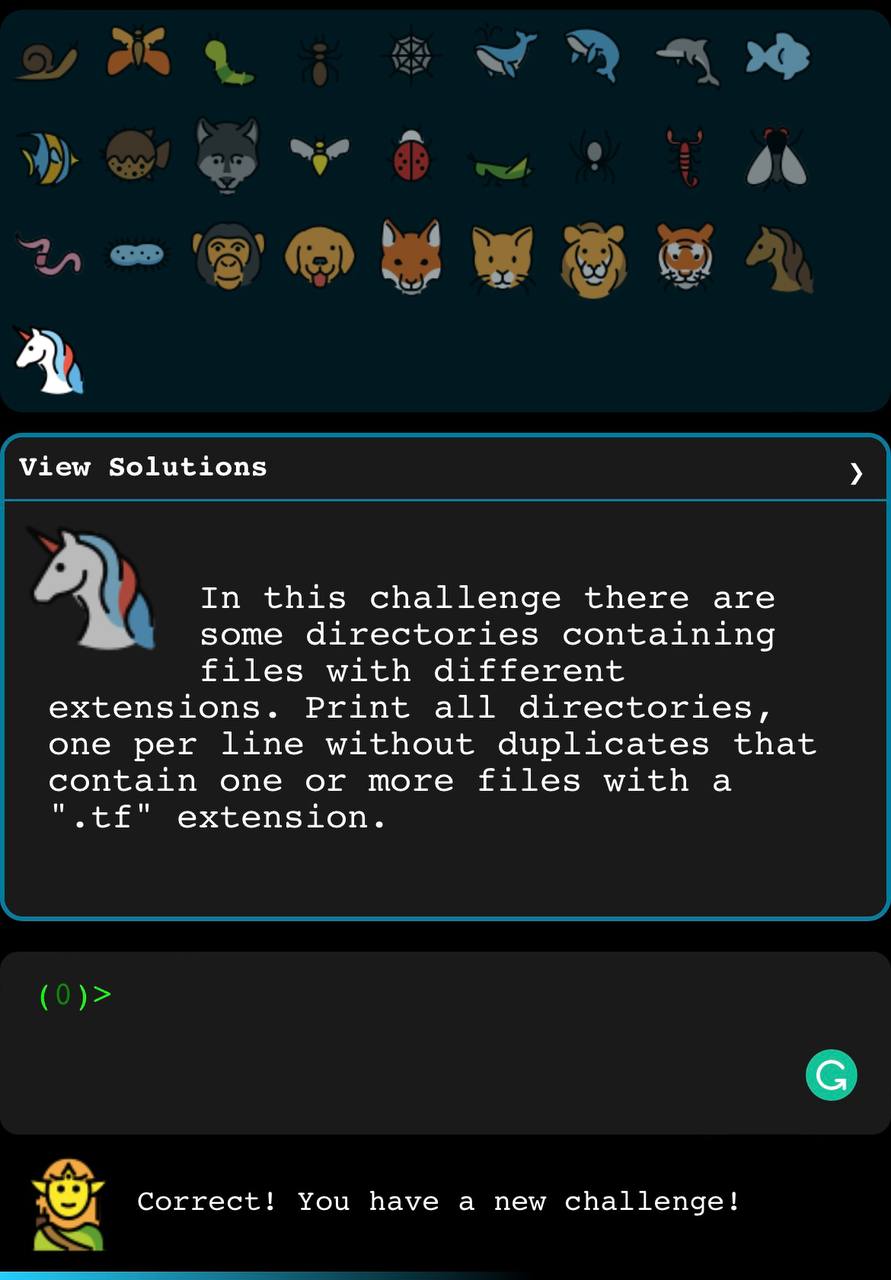 View Solutions ❯
In this challenge there are
some directories containing
files with different
extensions. Print all directories,
one per line without duplicates that
contain one or more files with a
".tf" extension.
(0)>
Correct! You have a new challenge!